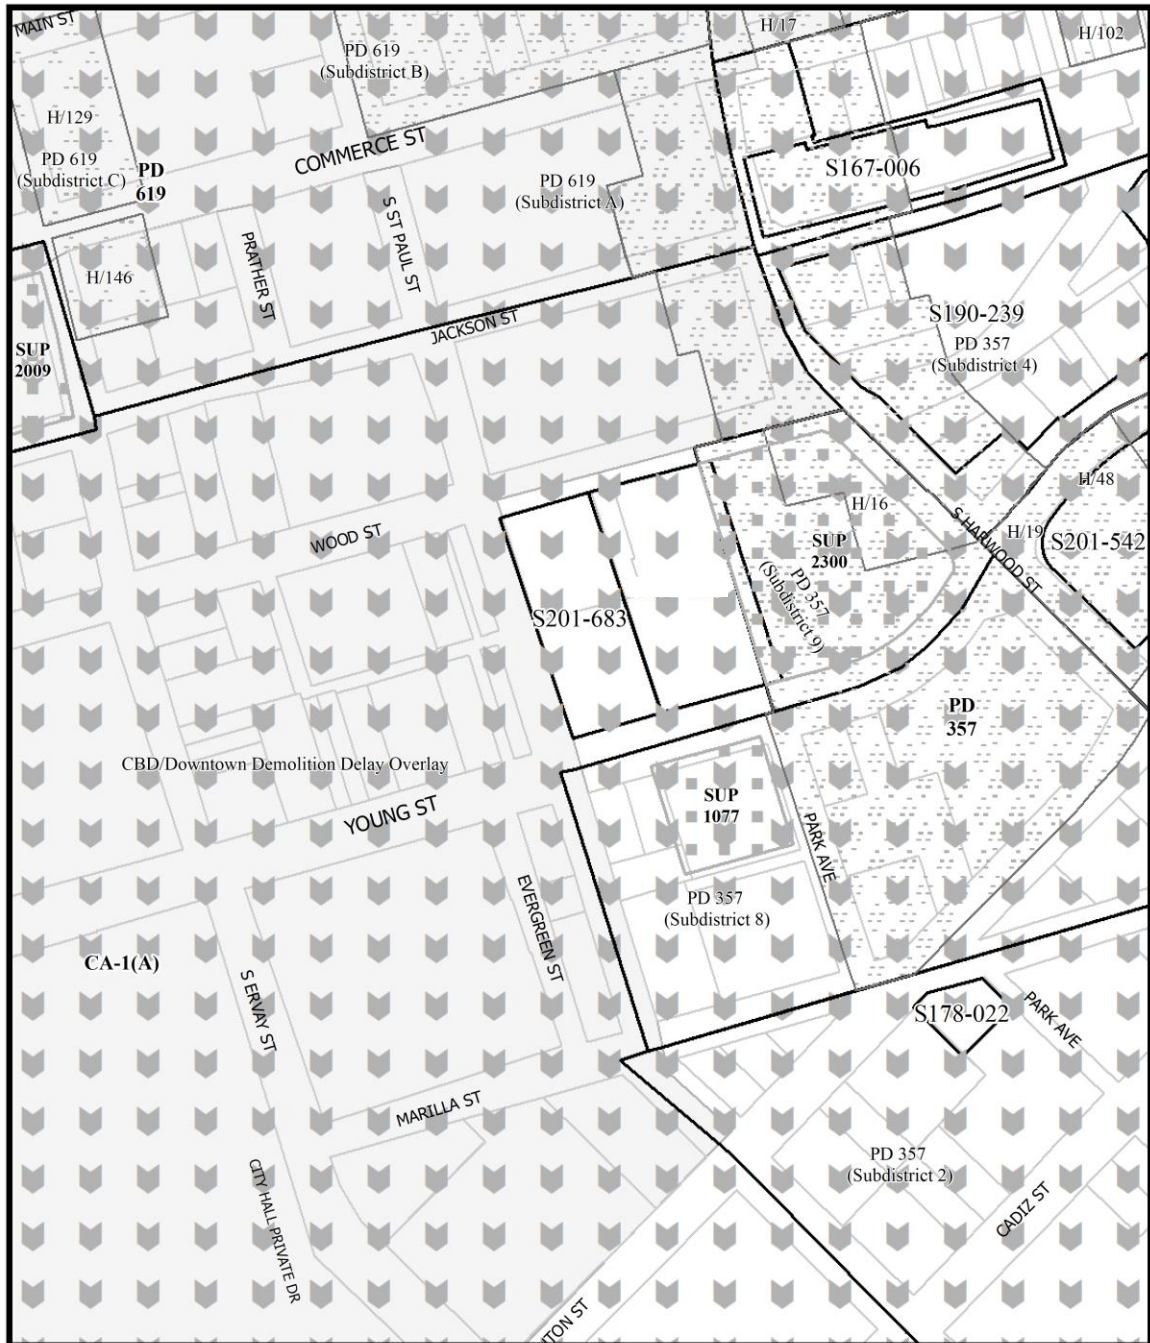 MAIN ST
H/17
H/102
PD 619
(Subdistrict B)
H/129
COMMERCE ST
PD 619
(Subdistrict C)
PD
619
S167-006
PD 619
(Subdistrict A)
S ST PAUL ST
PRATHER ST
H/146
S190-239
JACKSON ST
PD 357
(Subdistrict 4)
SUP
2009
H/48
H/16
WOOD ST
S HARWOOD ST
H/19
S201-542
SUP
2300
PD 357
(Subdistrict 9)
S201-683
PD
357
CBD/Downtown Demolition Delay Overlay
SUP
1077
YOUNG ST
PARK AVE
EVERGREEN ST
PD 357
(Subdistrict 8)
CA-1(A)
S ERVAY ST
S178-022
PARK AVE
MARILLA ST
PD 357
(Subdistrict 2)
CITY HALL PRIVATE DR
CADIZ ST
TON ST